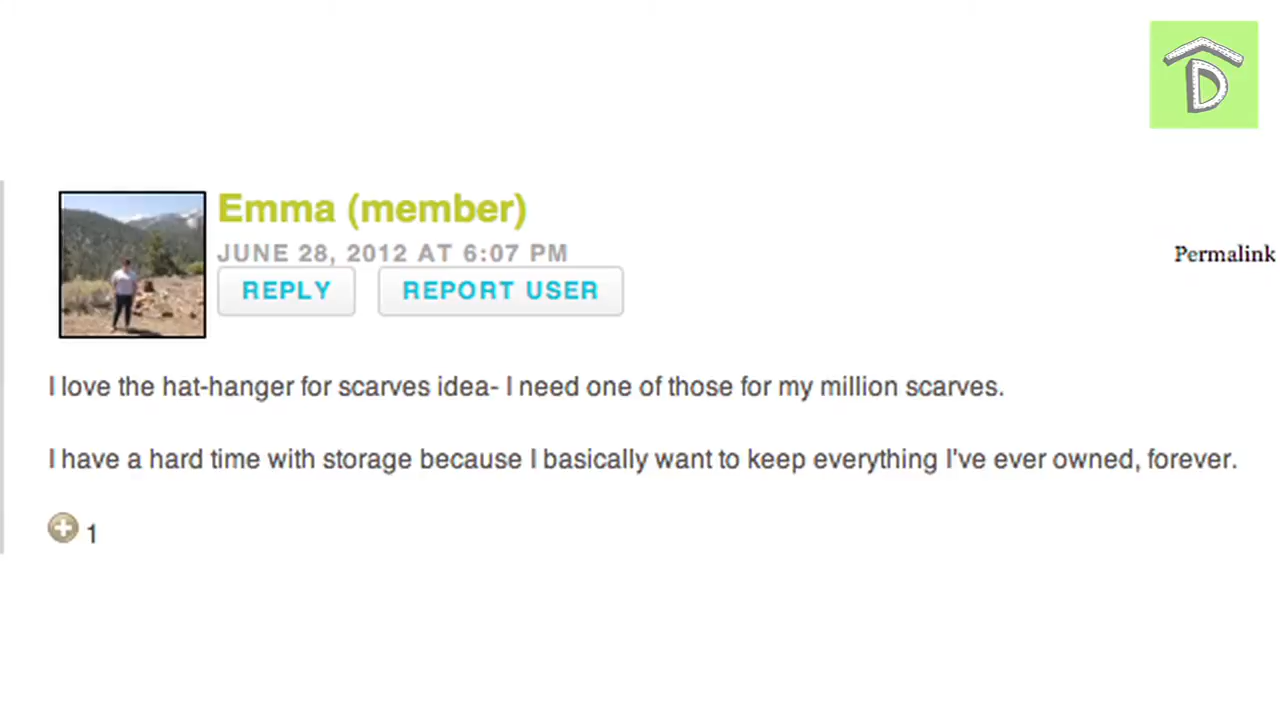 D
Emma (member)
JUNE 28, 2012 AT 6:07 PM
Permalink
REPLY
REPORT USER
I love the hat-hanger for scarves idea- I need one of those for my million scarves.
I have a hard time with storage because I basically want to keep everything I've ever owned, forever.
1